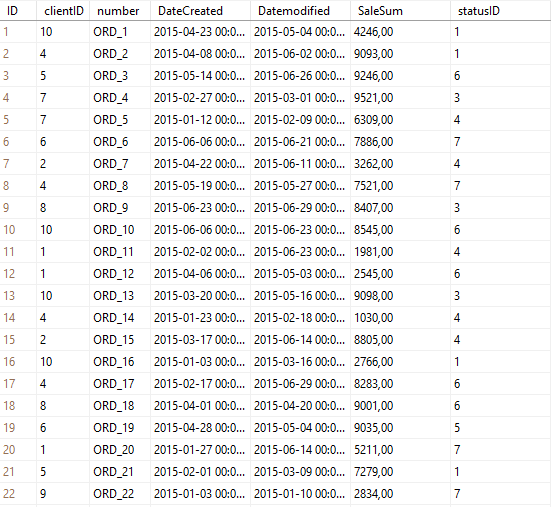 ID clientID number DateCreated Datemodified SaleSum statusID
1 10 ORD_1 2015-04-23 00:0... 2015-05-04 00:0... 4246,00 1
2 4 ORD_2 2015-04-08 00:0... 2015-06-02 00:0... 9093,00 1
3 5 ORD_3 2015-05-14 00:0... 2015-06-26 00:0... 9246,00 6
4 7 ORD_4 2015-02-27 00:0... 2015-03-01 00:0... 9521,00 3
5 7 ORD_5 2015-01-12 00:0... 2015-02-09 00:0... 6309,00 4
6 6 ORD_6 2015-06-06 00:0... 2015-06-21 00:0... 7886,00 7
7 2 ORD_7 2015-04-22 00:0... 2015-06-11 00:0... 3262,00 4
8 4 ORD_8 2015-05-19 00:0... 2015-05-27 00:0... 7521,00 7
9 8 ORD_9 2015-06-23 00:0... 2015-06-29 00:0... 8407,00 3
10 10 ORD_10 2015-06-06 00:0... 2015-06-23 00:0... 8545,00 6
11 1 ORD_11 2015-02-02 00:0... 2015-06-23 00:0... 1981,00 4
12 1 ORD_12 2015-04-06 00:0... 2015-05-03 00:0... 2545,00 6
13 10 ORD_13 2015-03-20 00:0... 2015-05-16 00:0... 9098,00 3
14 4 ORD_14 2015-01-23 00:0... 2015-02-18 00:0... 1030,00 4
15 2 ORD_15 2015-03-17 00:0... 2015-06-14 00:0... 8805,00 4
16 10 ORD_16 2015-01-03 00:0... 2015-03-16 00:0... 2766,00 1
17 4 ORD_17 2015-02-17 00:0... 2015-06-29 00:0... 8283,00 6
18 8 ORD_18 2015-04-01 00:0... 2015-04-20 00:0... 9001,00 6
19 6 ORD_19 2015-04-28 00:0... 2015-05-04 00:0... 9035,00 5
20 1 ORD_20 2015-01-27 00:0... 2015-06-14 00:0... 5211,00 7
21 5 ORD_21 2015-02-01 00:0... 2015-03-09 00:0... 7279,00 1
22 9 ORD_22 2015-01-03 00:0... 2015-01-10 00:0... 2834,00 7